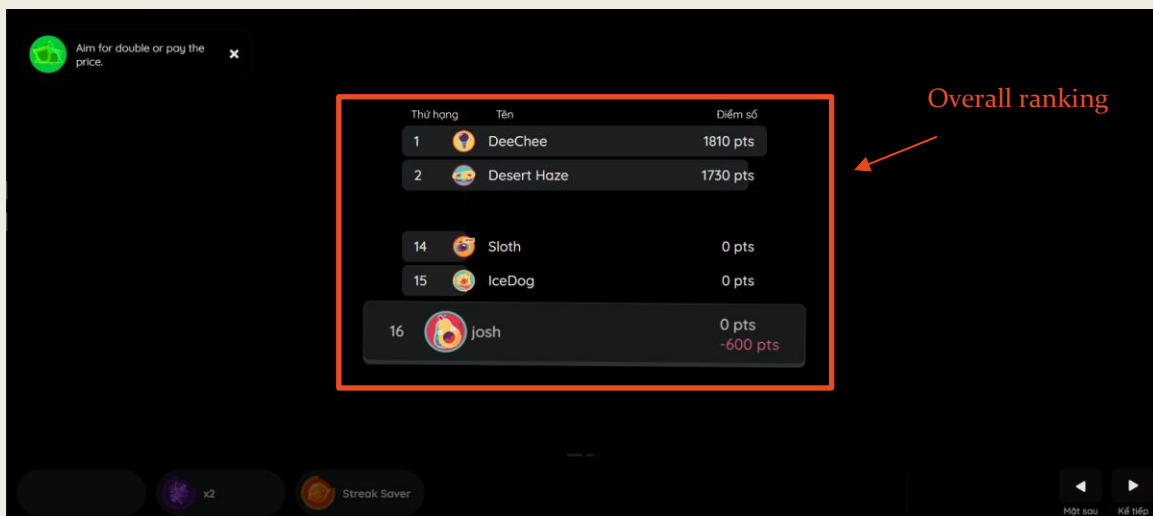 Aim for double or pay the
price.
Overall ranking
Thứ hạng Tên Điểm số
1 DeeChee 1810 pts
2 Desert Haze 1730 pts
14 Sloth 0 pts
15 IceDog 0 pts
16 josh 0 pts
-600 pts
x2 Streak Saver
Một sau Kế tiếp